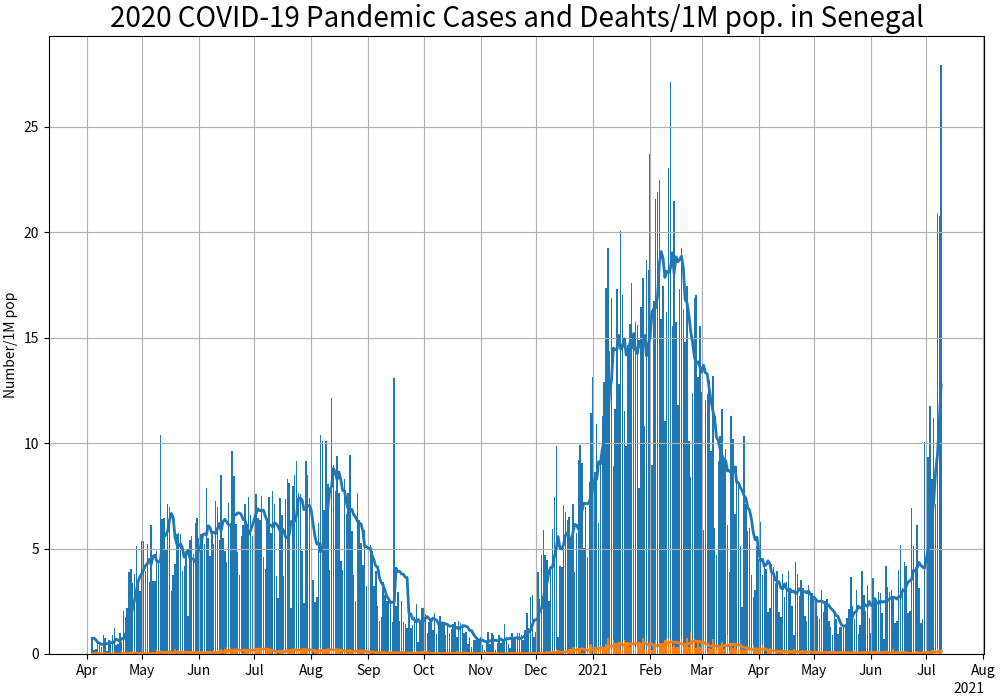 2020 COVID-19 Pandemic Cases and Deahts/1M pop. in Senegal
Number/1M pop
25
20
15
10
5
0
Apr May Jun Jul Aug Sep Oct Nov Dec 2021 Feb Mar Apr May Jun Jul Aug
2021